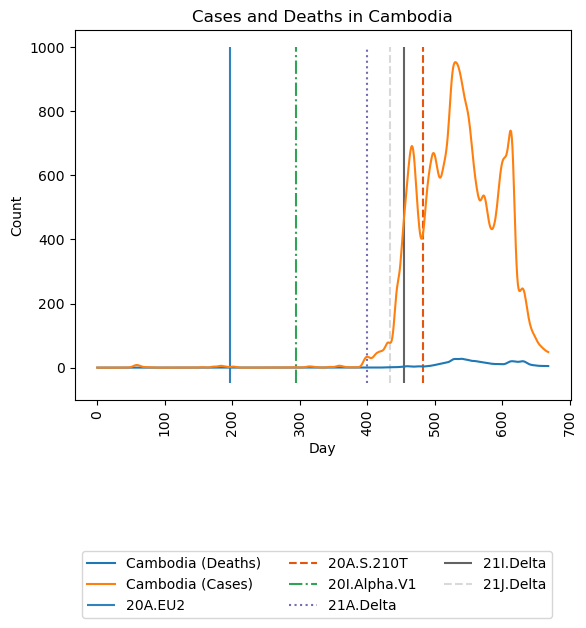 Cases and Deaths in Cambodia
1000
800
600
400
200
0
Count
0 100 200 300 400 500 600 700
Day
Cambodia (Deaths) 20A.S.210T 21I.Delta
Cambodia (Cases) 20I.Alpha.V1 21J.Delta
20A.EU2 21A.Delta